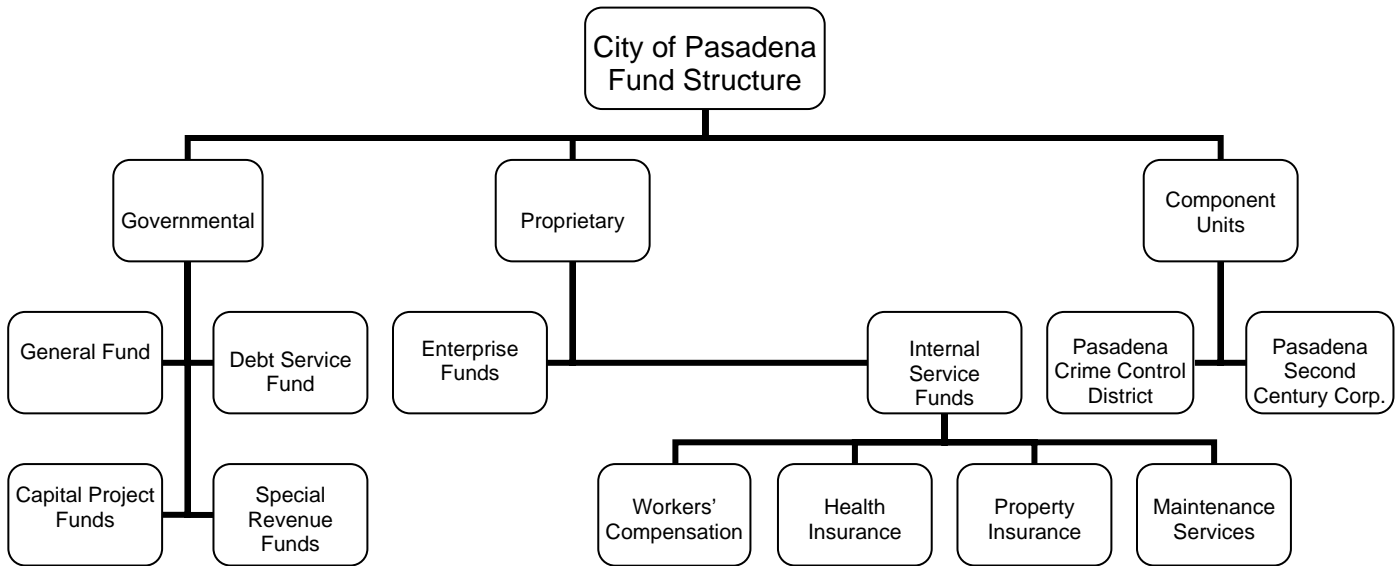 City of Pasadena
Fund Structure
Governmental
Proprietary
Component
Units
General Fund
Debt Service
Fund
Enterprise
Funds
Internal
Service
Funds
Pasadena
Crime Control
District
Pasadena
Second
Century Corp.
Capital Project
Funds
Special
Revenue
Funds
Workers’
Compensation
Health
Insurance
Property
Insurance
Maintenance
Services